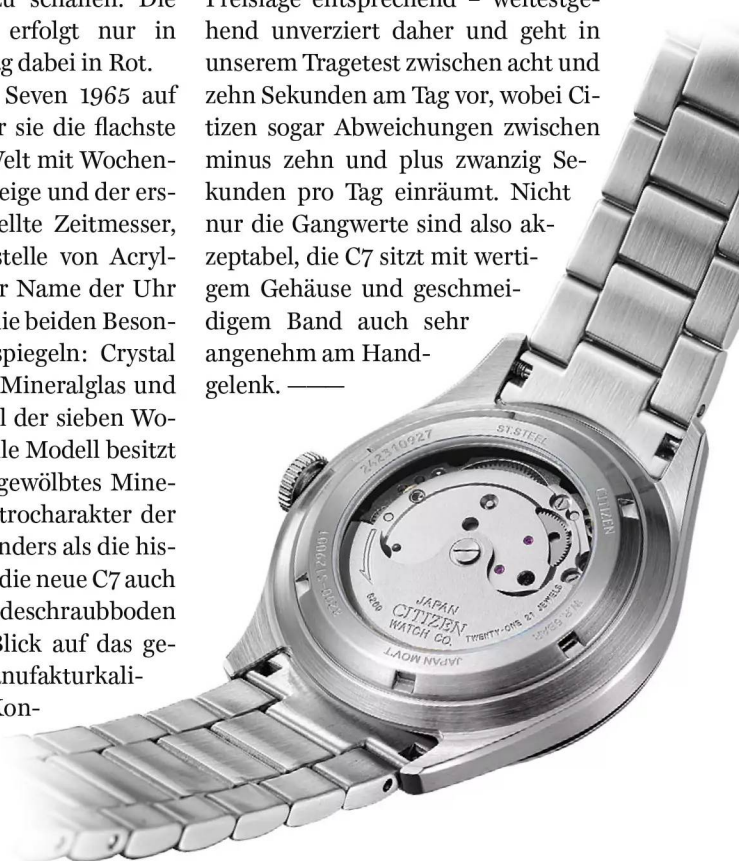 zu schaffen. Die
erfolgt nur in
g dabei in Rot.
Seven 1965 auf
r sie die flachste
Welt mit Wochen-
eige und der ers-
ellte Zeitmesser,
stelle von Acryl-
r Name der Uhr
ie beiden Beson-
spiegeln: Crystal
Mineralglas und
l der sieben Wo-
le Modell besitzt
gewölbtes Mine-
trocharakter der
nders als die his-
die neue C7 auch
deschraubboden
Blick auf das ge-
anufakturkali-
Kon-
Preislage entsprechend – weitestge-
hend unverziert daher und geht in
unserem Tragetest zwischen acht und
zehn Sekunden am Tag vor, wobei Ci-
tizen sogar Abweichungen zwischen
minus zehn und plus zwanzig Se-
kunden pro Tag einräumt. Nicht
nur die Gangwerte sind also ak-
zeptabel, die C7 sitzt mit werti-
gem Gehäuse und geschmei-
digem Band auch sehr
angenehm am Hand-
gelenk. ——
242310927
ST.STEEL
CITIZEN
W.R.5BAR
JAPAN MOV'T
JAPAN
CITIZEN
WATCH CO.
TWENTY-ONE 21 JEWELS